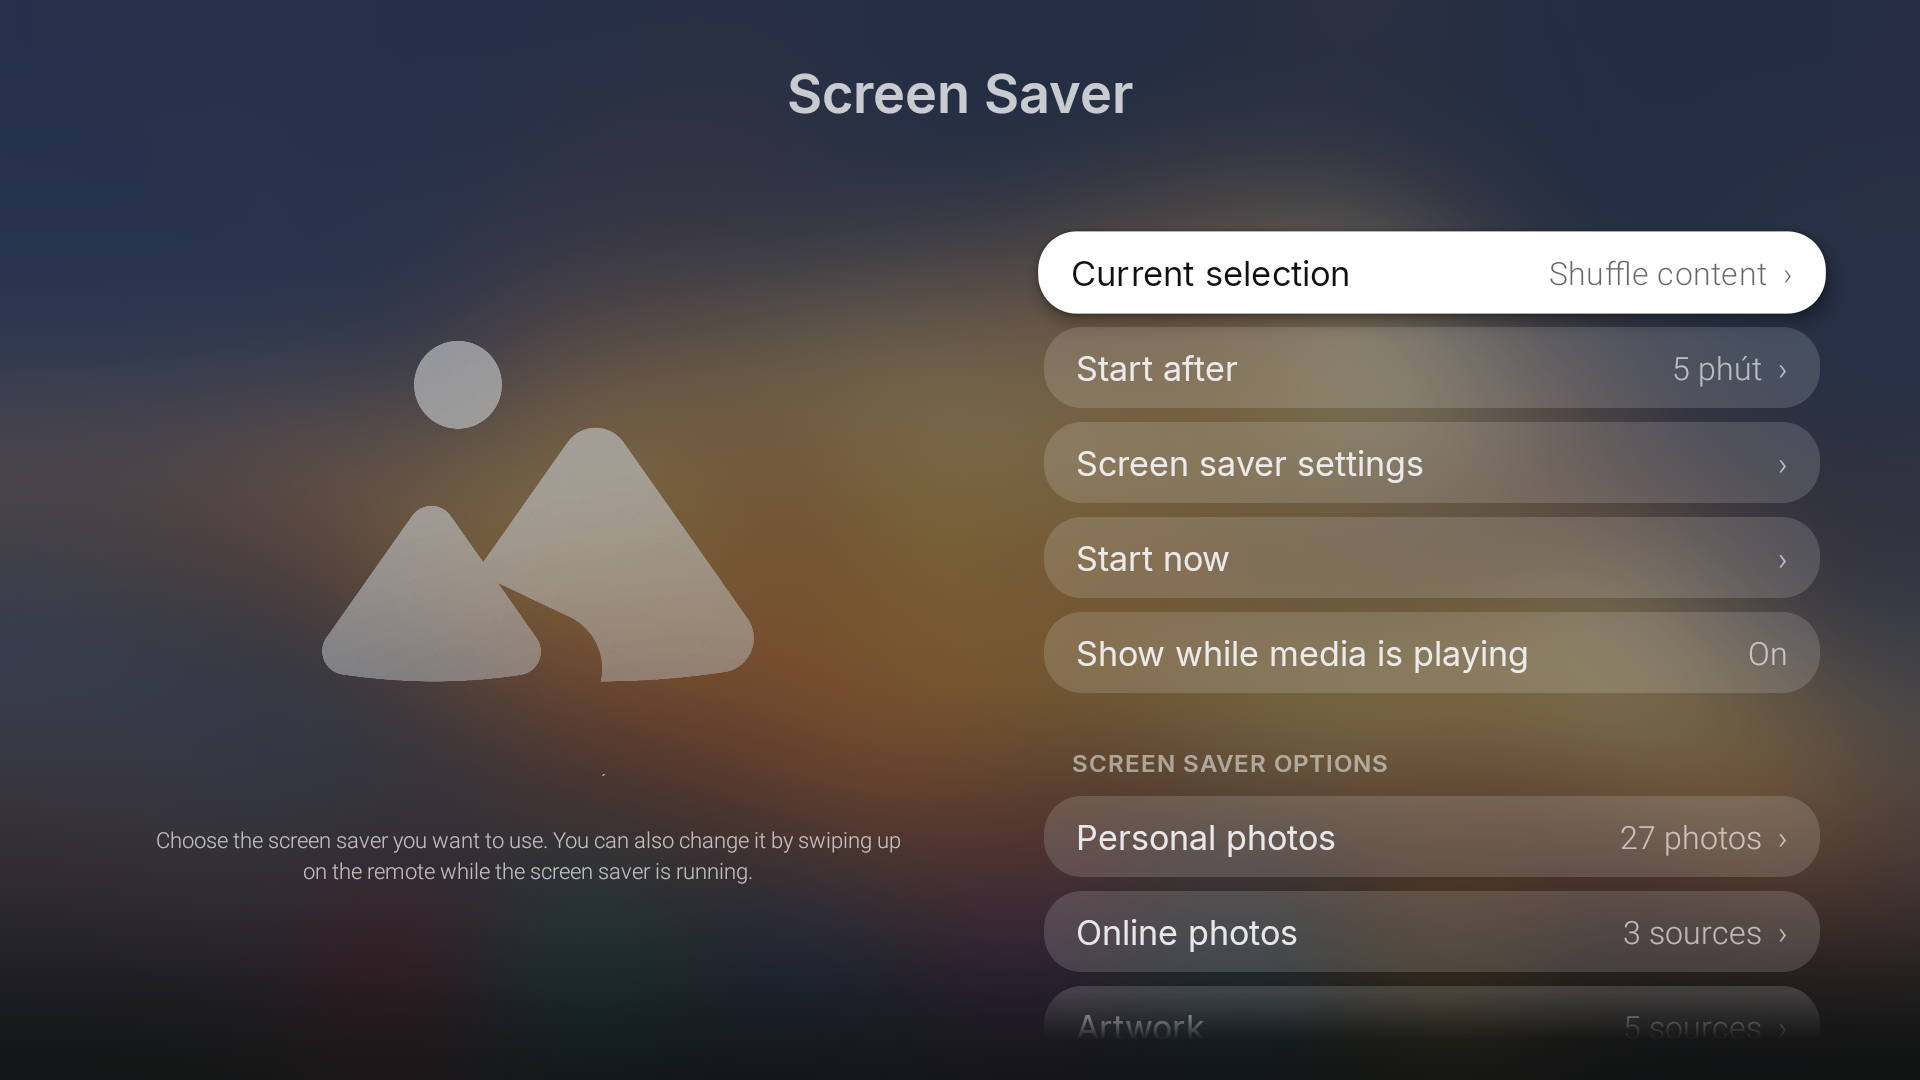 Screen Saver
Current selection Shuffle content ›
Start after 5 phút ›
Screen saver settings ›
Start now ›
Show while media is playing On
SCREEN SAVER OPTIONS
Personal photos 27 photos ›
Online photos 3 sources ›
Artwork 5 sources ›
Choose the screen saver you want to use. You can also change it by swiping up
on the remote while the screen saver is running.